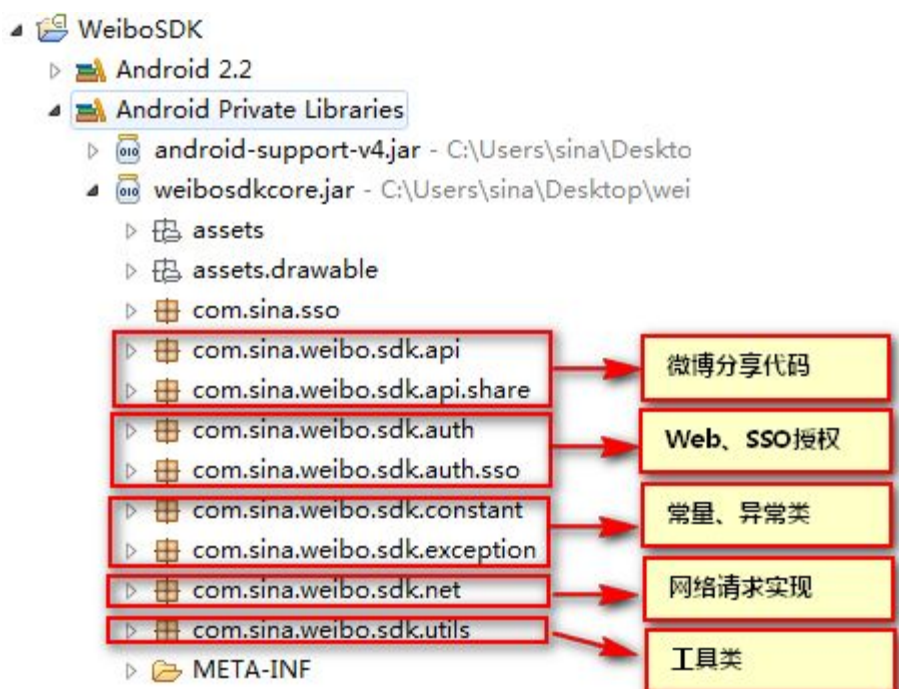 WeiboSDK
Android 2.2
Android Private Libraries
android-support-v4.jar - C:\Users\sina\Deskto
weibosdkcore.jar - C:\Users\sina\Desktop\wei
assets
assets.drawable
com.sina.sso
com.sina.weibo.sdk.api
微博分享代码
com.sina.weibo.sdk.api.share
com.sina.weibo.sdk.auth
Web、SSO授权
com.sina.weibo.sdk.auth.sso
com.sina.weibo.sdk.constant
常量、异常类
com.sina.weibo.sdk.exception
com.sina.weibo.sdk.net
网络请求实现
com.sina.weibo.sdk.utils
工具类
META-INF